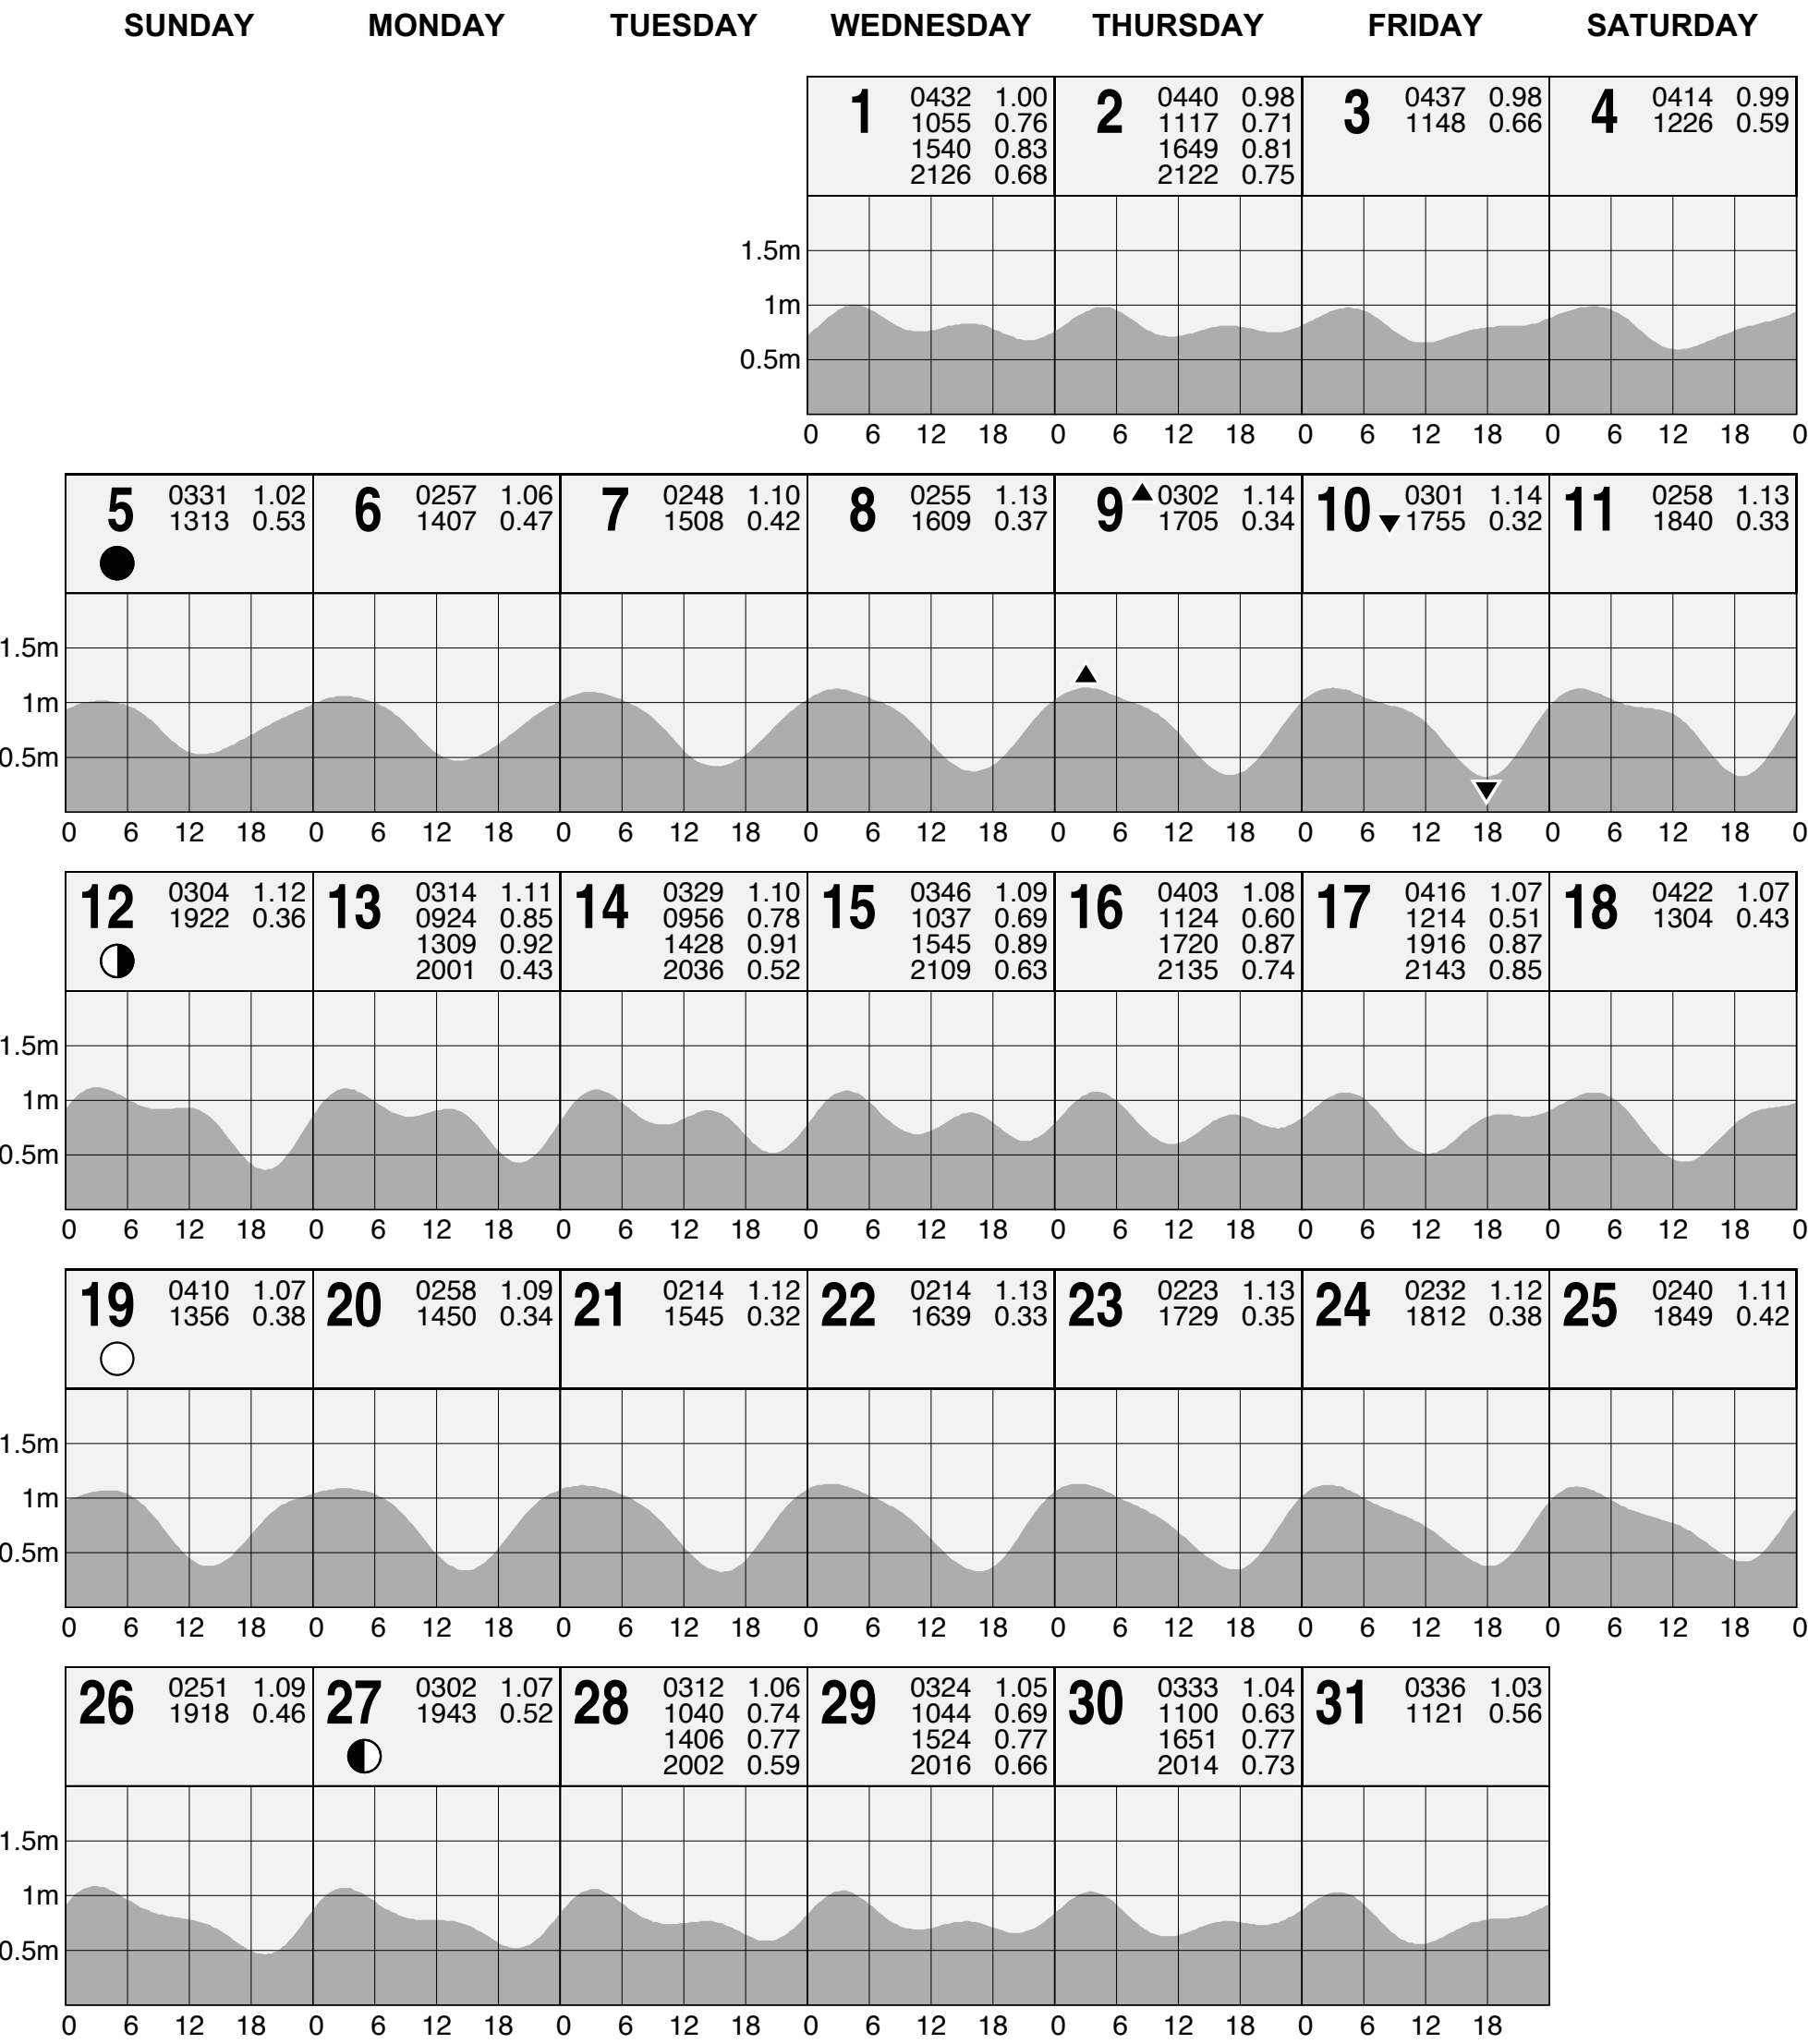 SUNDAY MONDAY TUESDAY WEDNESDAY THURSDAY FRIDAY SATURDAY
1 0432 1.00
1055 0.76
1540 0.83
2126 0.68
2 0440 0.98
1117 0.71
1649 0.81
2122 0.75
3 0437 0.98
1148 0.66
4 0414 0.99
1226 0.59
1.5m
1m
0.5m
0 6 12 18 0 6 12 18 0 6 12 18 0 6 12 18 0
5 0331 1.02
1313 0.53
6 0257 1.06
1407 0.47
7 0248 1.10
1508 0.42
8 0255 1.13
1609 0.37
9 ▲ 0302 1.14
1705 0.34
10 0301 1.14
▼ 1755 0.32
11 0258 1.13
1840 0.33
1.5m
1m
0.5m
0 6 12 18 0 6 12 18 0 6 12 18 0 6 12 18 0 6 12 18 0 6 12 18 0 6 12 18 0
12 0304 1.12
1922 0.36
13 0314 1.11
0924 0.85
1309 0.92
2001 0.43
14 0329 1.10
0956 0.78
1428 0.91
2036 0.52
15 0346 1.09
1037 0.69
1545 0.89
2109 0.63
16 0403 1.08
1124 0.60
1720 0.87
2135 0.74
17 0416 1.07
1214 0.51
1916 0.87
2143 0.85
18 0422 1.07
1304 0.43
1.5m
1m
0.5m
0 6 12 18 0 6 12 18 0 6 12 18 0 6 12 18 0 6 12 18 0 6 12 18 0 6 12 18 0
19 0410 1.07
1356 0.38
20 0258 1.09
1450 0.34
21 0214 1.12
1545 0.32
22 0214 1.13
1639 0.33
23 0223 1.13
1729 0.35
24 0232 1.12
1812 0.38
25 0240 1.11
1849 0.42
1.5m
1m
0.5m
0 6 12 18 0 6 12 18 0 6 12 18 0 6 12 18 0 6 12 18 0 6 12 18 0 6 12 18 0
26 0251 1.09
1918 0.46
27 0302 1.07
1943 0.52
28 0312 1.06
1040 0.74
1406 0.77
2002 0.59
29 0324 1.05
1044 0.69
1524 0.77
2016 0.66
30 0333 1.04
1100 0.63
1651 0.77
2014 0.73
31 0336 1.03
1121 0.56
1.5m
1m
0.5m
0 6 12 18 0 6 12 18 0 6 12 18 0 6 12 18 0 6 12 18 0 6 12 18